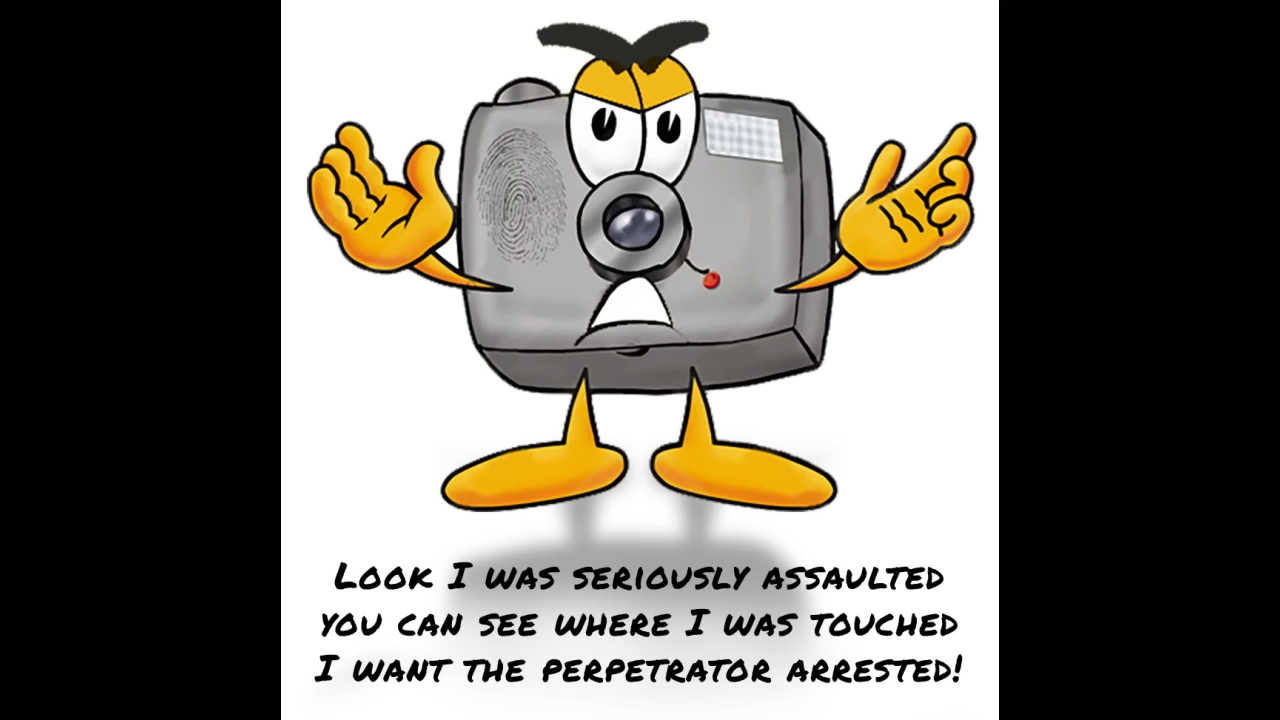 Look I was seriously assaulted
you can see where I was touched
I want the perpetrator arrested!